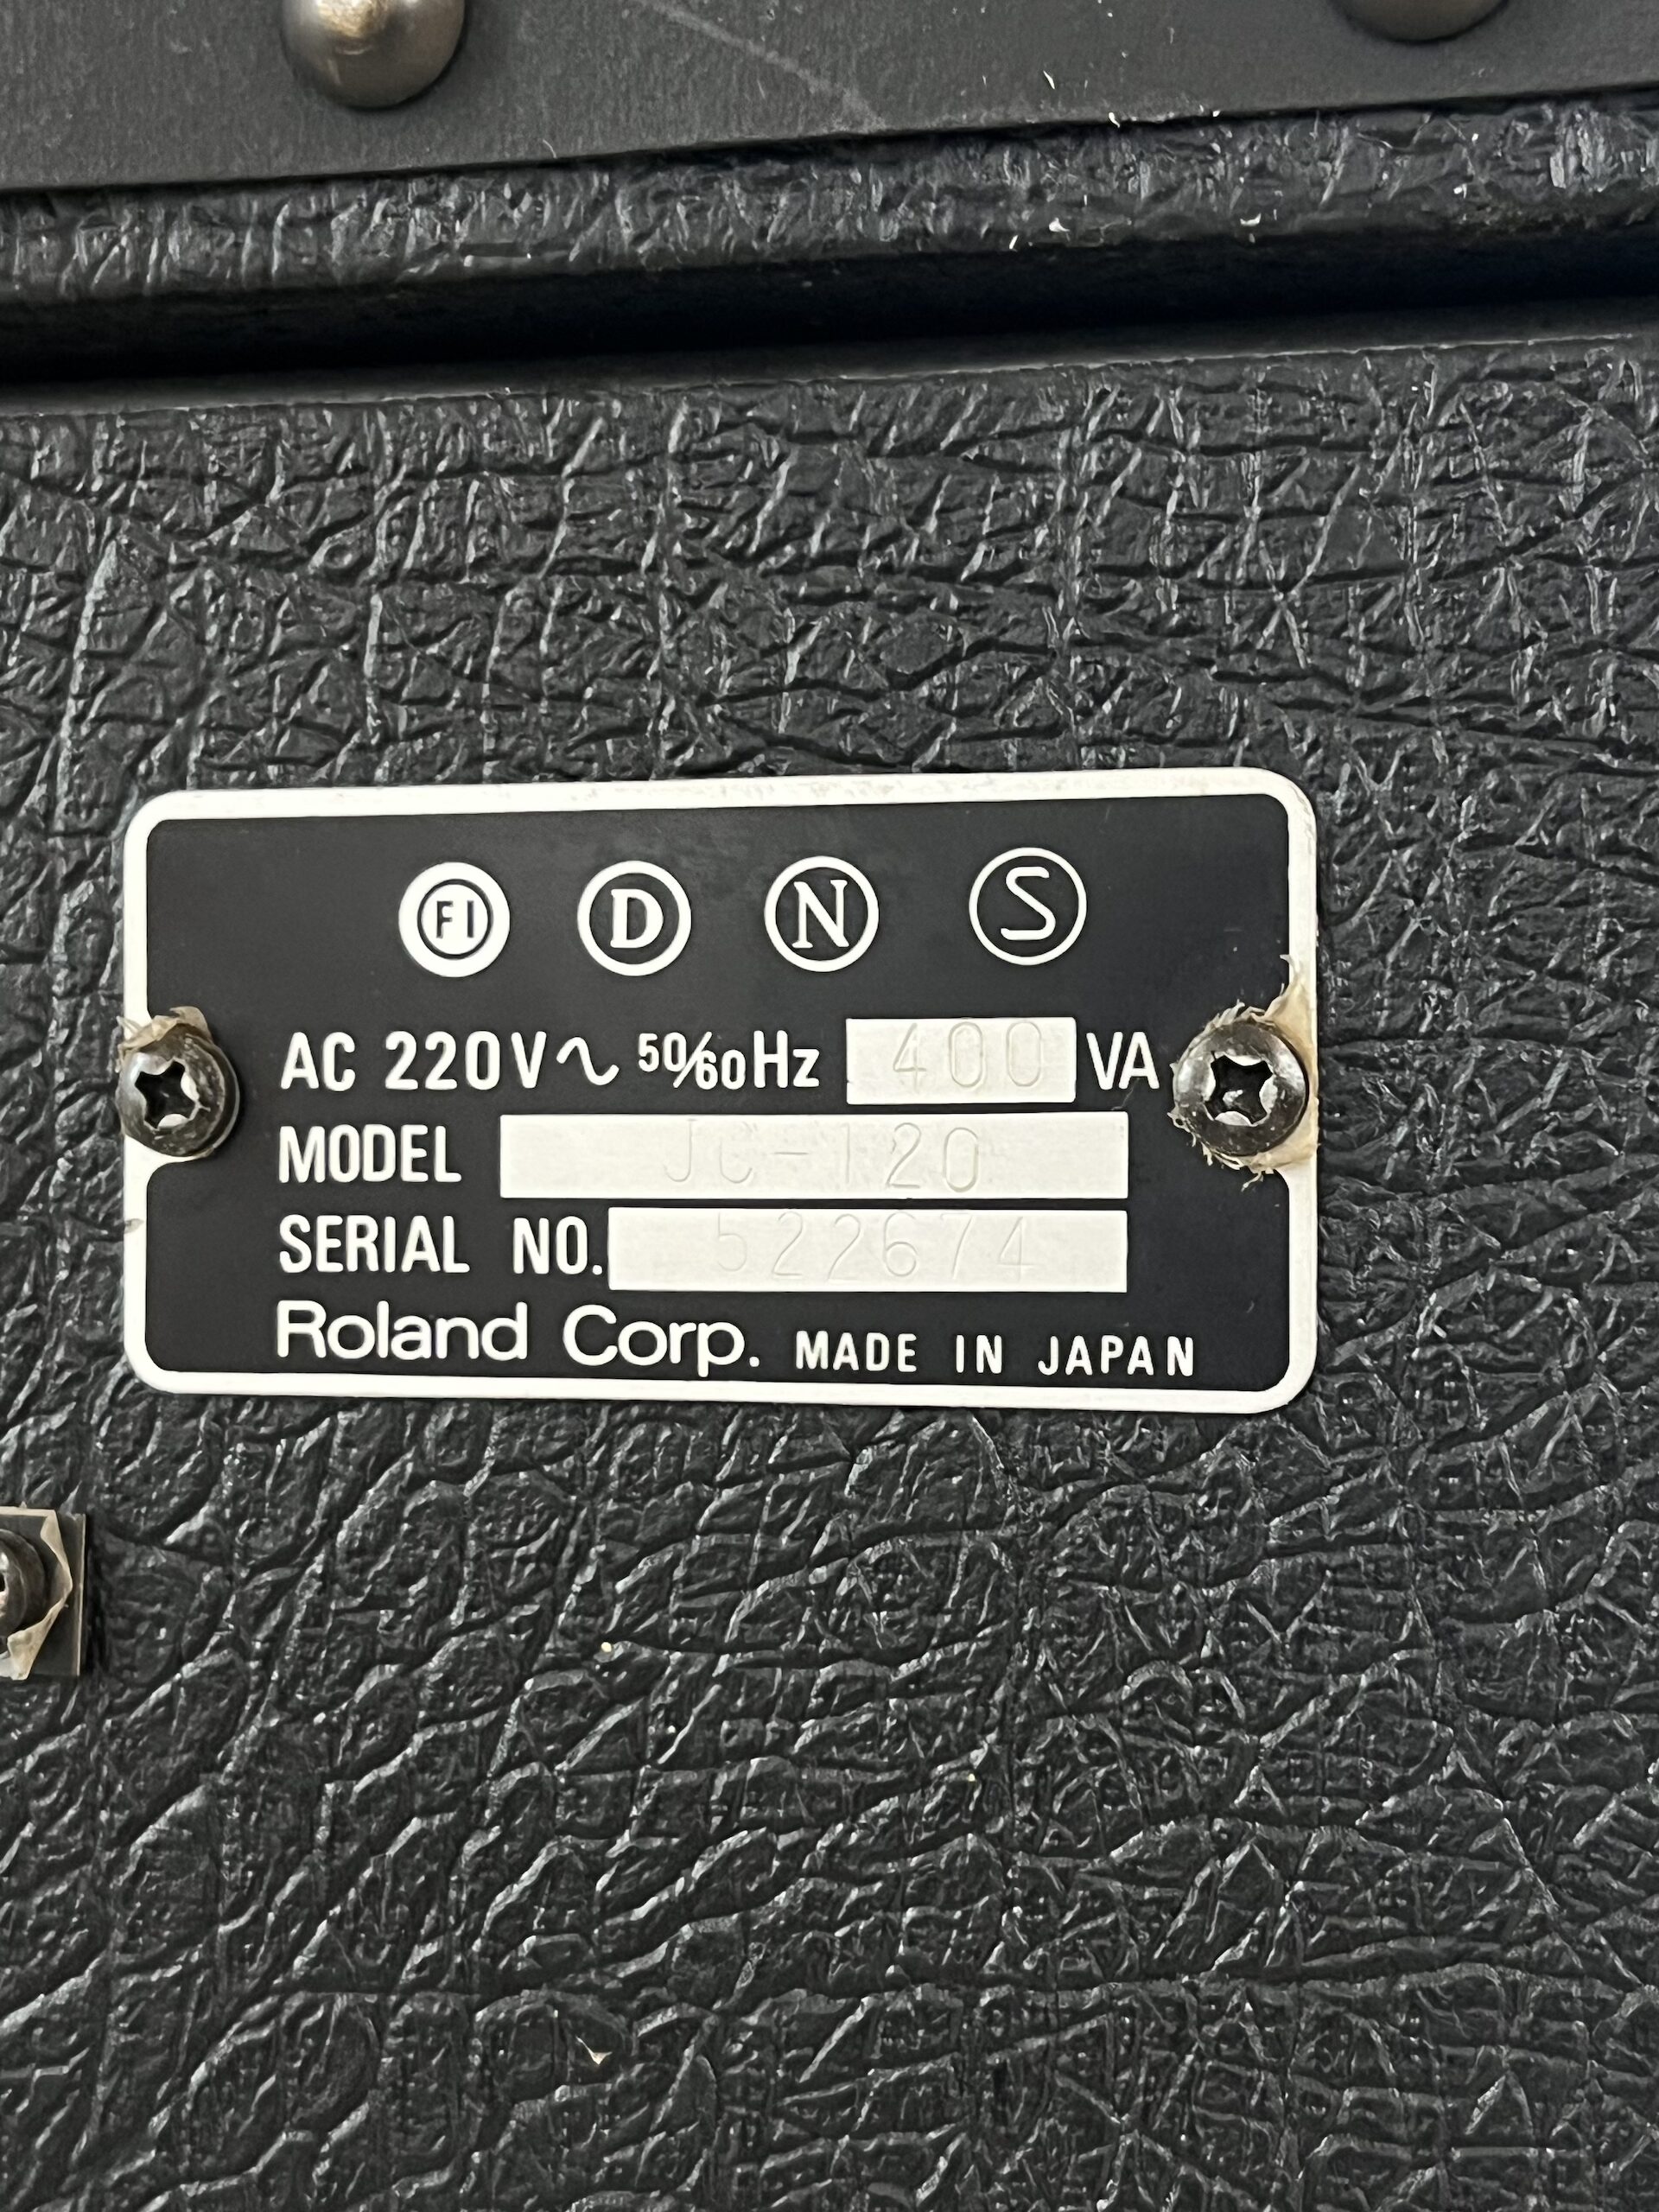 FI D N S
AC 220V~ 50/60Hz 400 VA
MODEL JC-120
SERIAL NO. 522674
Roland Corp. MADE IN JAPAN